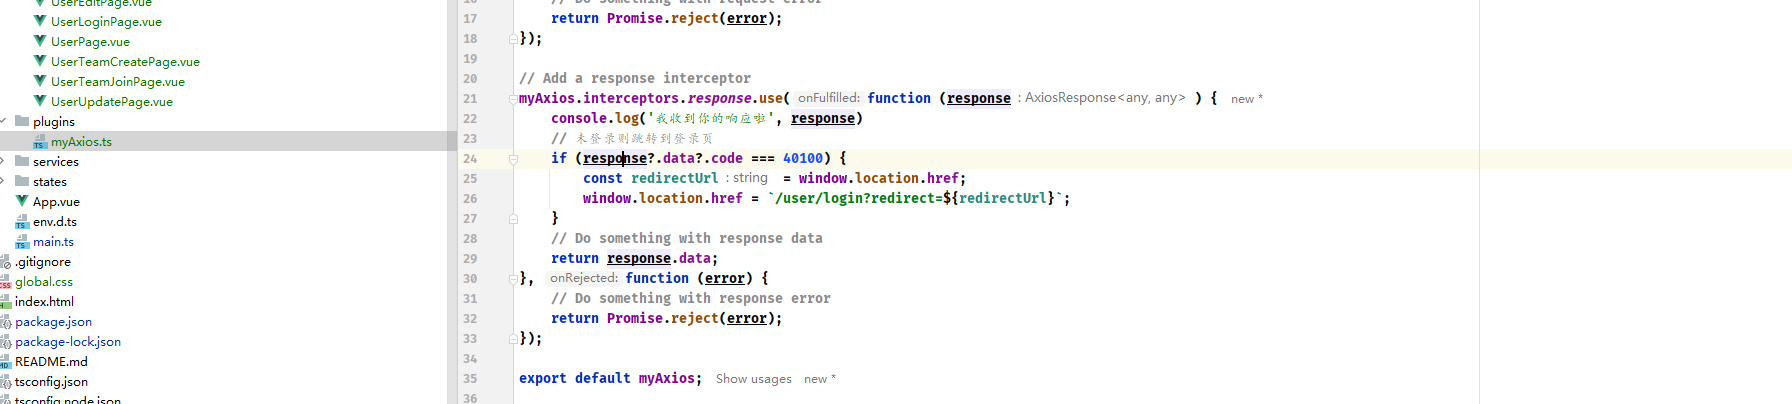 UserEditPage.vue
UserLoginPage.vue
UserPage.vue
UserTeamCreatePage.vue
UserTeamJoinPage.vue
UserUpdatePage.vue
plugins
myAxios.ts
services
states
App.vue
env.d.ts
main.ts
.gitignore
global.css
index.html
package.json
package-lock.json
README.md
tsconfig.json
tsconfig.node.json
16 // Do something with request error
17 return Promise.reject(error);
18 });
19
20 // Add a response interceptor
21 myAxios.interceptors.response.use( onFulfilled: function (response : AxiosResponse<any, any> ) { new *
22 console.log('我收到你的响应啦', response)
23 // 未登录则跳转到登录页
24 if (response?.data?.code === 40100) {
25 const redirectUrl : string = window.location.href;
26 window.location.href = `/user/login?redirect=${redirectUrl}`;
27 }
28 // Do something with response data
29 return response.data;
30 }, onRejected: function (error) {
31 // Do something with response error
32 return Promise.reject(error);
33 });
34
35 export default myAxios; Show usages new *
36